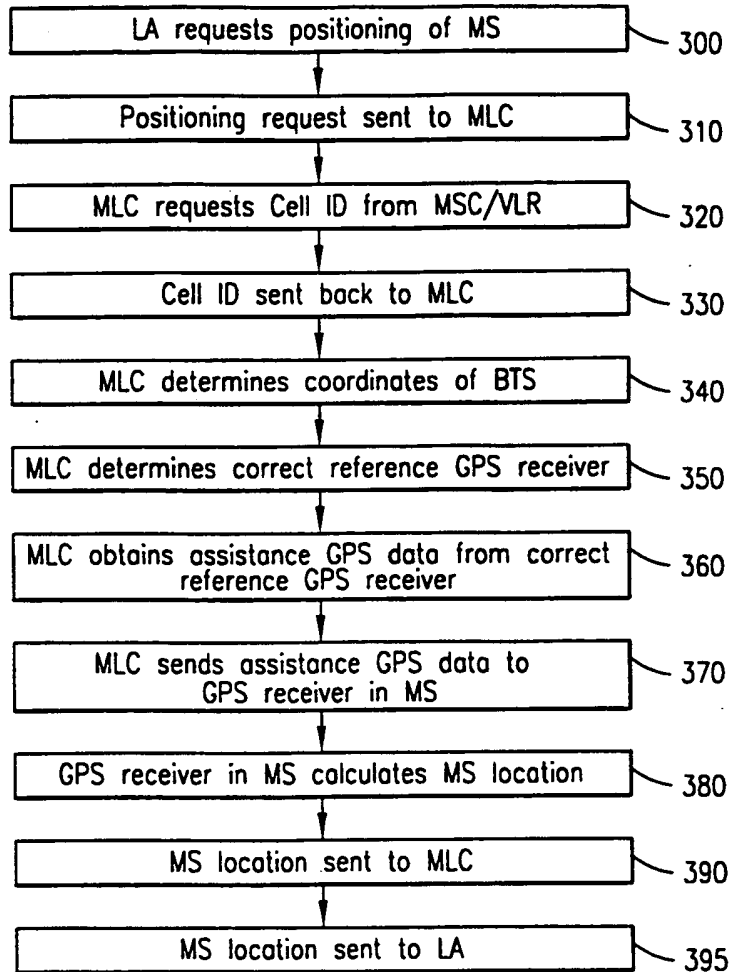 LA requests positioning of MS
300
Positioning request sent to MLC
310
MLC requests Cell ID from MSC/VLR
320
Cell ID sent back to MLC
330
MLC determines coordinates of BTS
340
MLC determines correct reference GPS receiver
350
MLC obtains assistance GPS data from correct
reference GPS receiver
360
MLC sends assistance GPS data to
GPS receiver in MS
370
GPS receiver in MS calculates MS location
380
MS location sent to MLC
390
MS location sent to LA
395